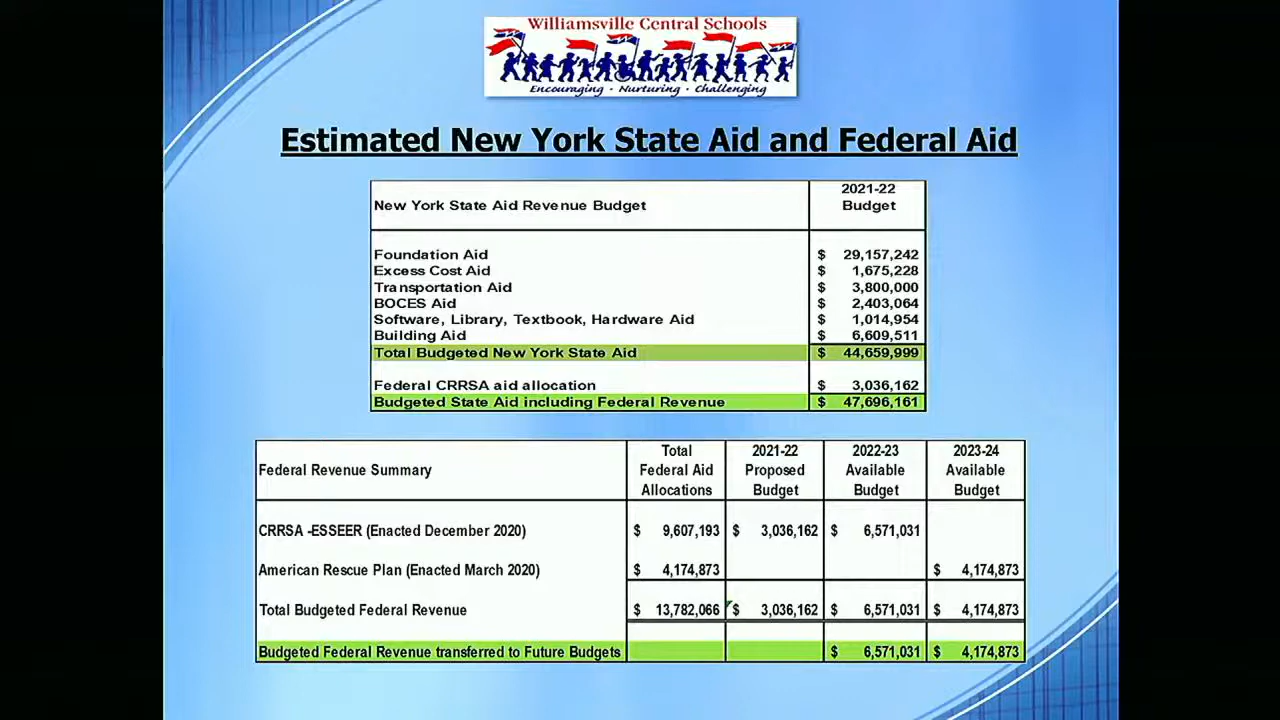 Williamsville Central Schools
Encouraging · Nurturing · Challenging
Estimated New York State Aid and Federal Aid
New York State Aid Revenue Budget 2021-22 Budget
Foundation Aid $ 29,157,242
Excess Cost Aid $ 1,675,228
Transportation Aid $ 3,800,000
BOCES Aid $ 2,403,064
Software, Library, Textbook, Hardware Aid $ 1,014,954
Building Aid $ 6,609,511
Total Budgeted New York State Aid $ 44,659,999
Federal CRRSA aid allocation $ 3,036,162
Budgeted State Aid including Federal Revenue $ 47,696,161
Federal Revenue Summary Total Federal Aid Allocations 2021-22 Proposed Budget 2022-23 Available Budget 2023-24 Available Budget
CRRSA -ESSEER (Enacted December 2020) $ 9,607,193 $ 3,036,162 $ 6,571,031
American Rescue Plan (Enacted March 2020) $ 4,174,873 $ 4,174,873
Total Budgeted Federal Revenue $ 13,782,066 $ 3,036,162 $ 6,571,031 $ 4,174,873
Budgeted Federal Revenue transferred to Future Budgets $ 6,571,031 $ 4,174,873